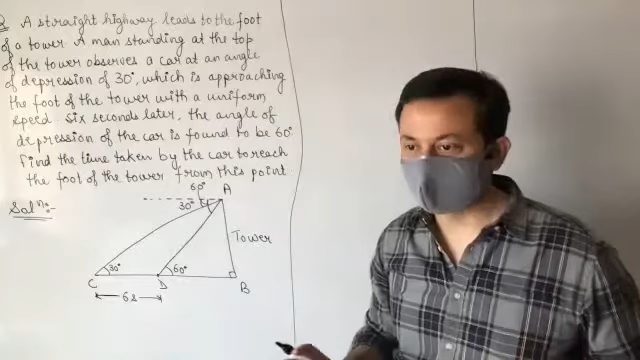 Q A straight highway leads to the foot
of a tower. A man standing at the top
of the tower observes a car at an angle
of depression of 30°, which is approaching
the foot of the tower with a uniform
speed. Six seconds later, the angle of
depression of the car is found to be 60°
Find the time taken by the car to reach
the foot of the tower from this point
Solⁿ:-
60°
A
30°
Tower
30°
60°
C
D
B
6s